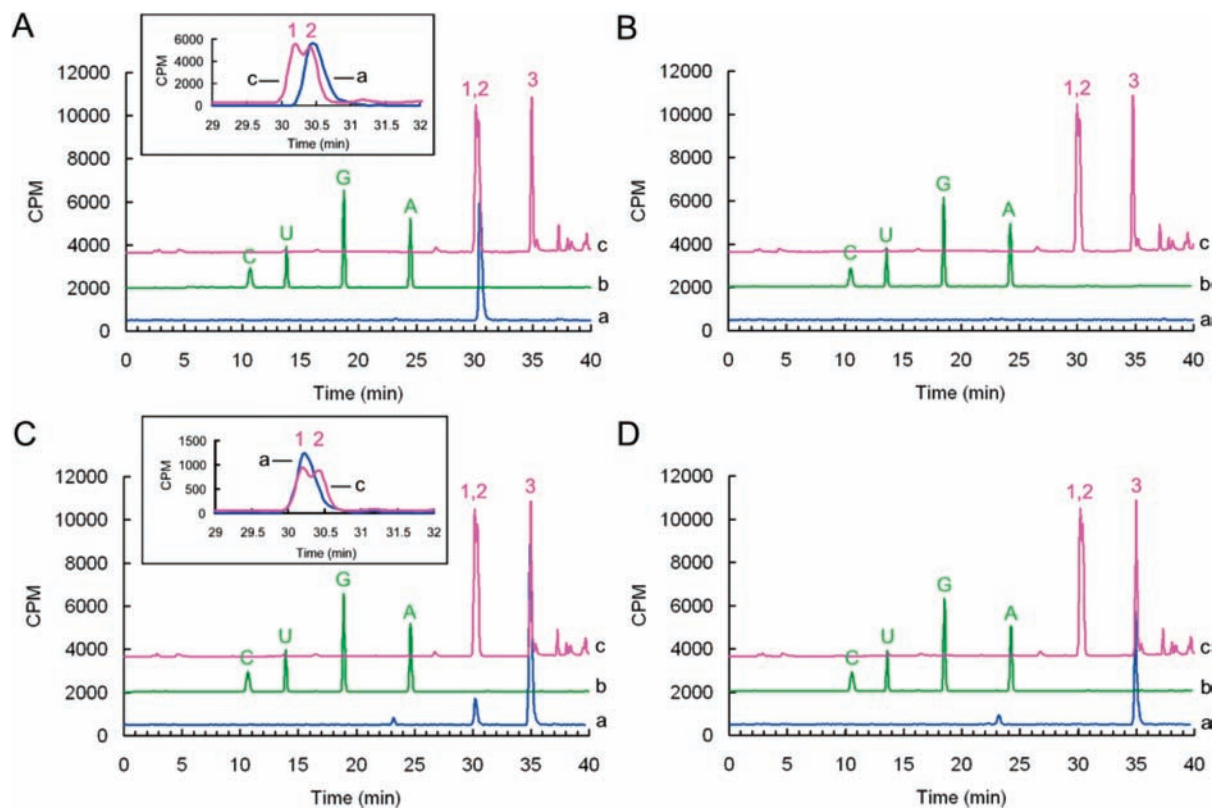 A
1 2
6000
4000
2000
0
CPM
c
a
29 29.5 30 30.5 31 31.5 32
Time (min)
12000
10000
8000
6000
4000
2000
0
CPM
1,2
3
G
A
U
C
c
b
a
0 5 10 15 20 25 30 35 40
Time (min)
B
12000
10000
8000
6000
4000
2000
0
CPM
1,2
3
G
A
U
C
c
b
a
0 5 10 15 20 25 30 35 40
Time (min)
C
1 2
1500
1000
500
0
CPM
a
c
29 29.5 30 30.5 31 31.5 32
Time (min)
12000
10000
8000
6000
4000
2000
0
CPM
1,2
3
G
A
U
C
c
b
a
0 5 10 15 20 25 30 35 40
Time (min)
D
12000
10000
8000
6000
4000
2000
0
CPM
1,2
3
G
A
U
C
c
b
a
0 5 10 15 20 25 30 35 40
Time (min)